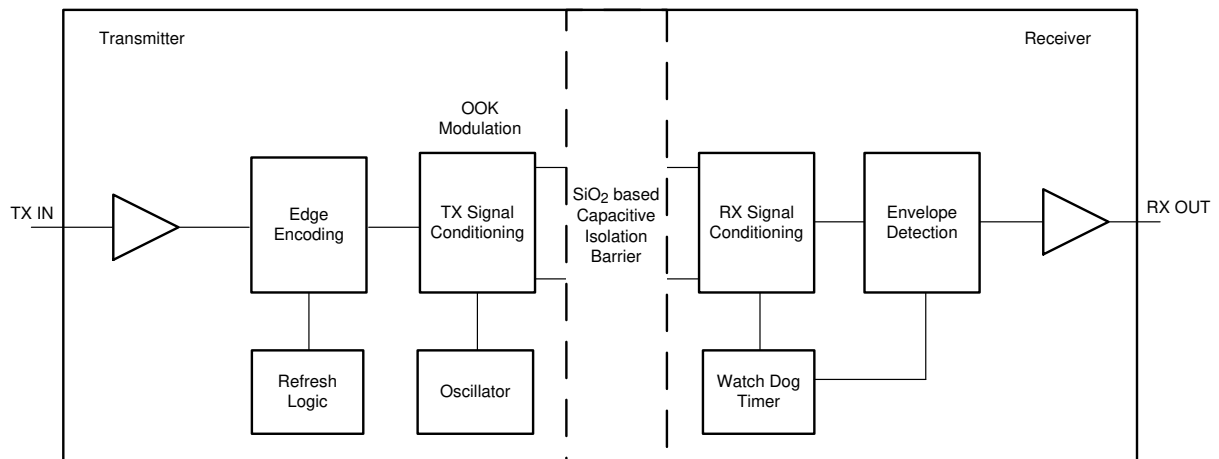 Transmitter
Receiver
OOK
Modulation
TX IN
Edge
Encoding
TX Signal
Conditioning
SiO2 based
Capacitive
Isolation
Barrier
RX Signal
Conditioning
Envelope
Detection
RX OUT
Refresh
Logic
Oscillator
Watch Dog
Timer